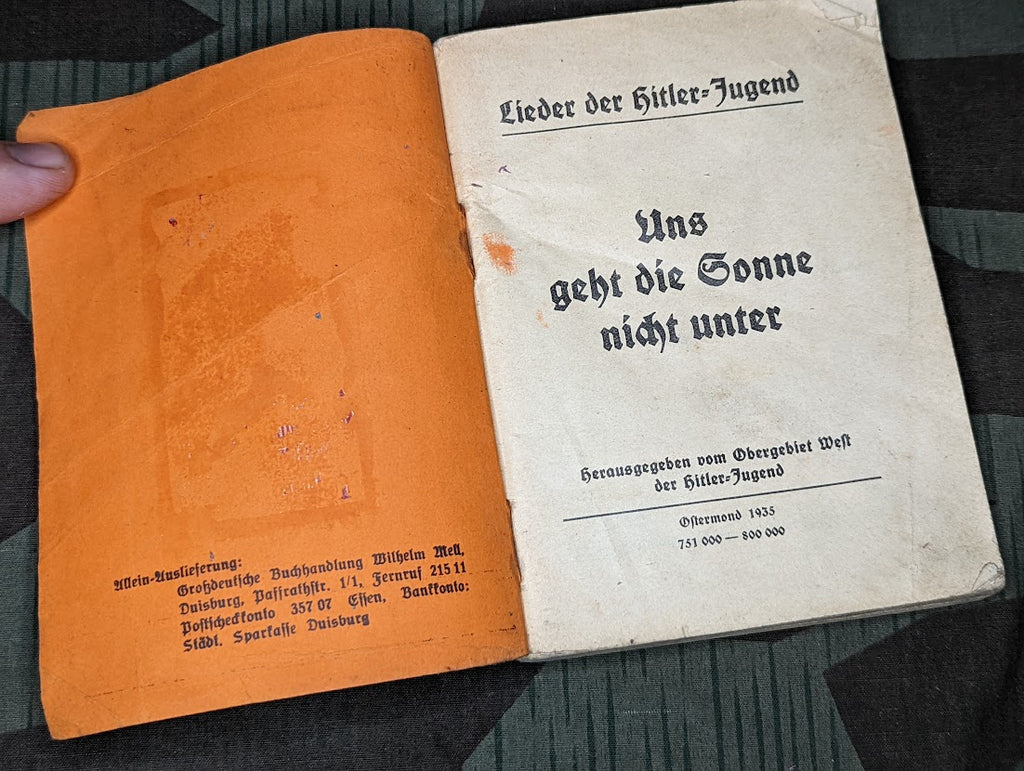 Allein-Auslieferung:
Großdeutsche Buchhandlung Wilhelm Mell,
Duisburg, Passrathstr. 1/1, Fernruf 215 11
Postscheckkonto 357 07 Essen, Bankkonto:
Städt. Sparkasse Duisburg
Lieder der Hitler-Jugend
Uns
geht die Sonne
nicht unter
Herausgegeben vom Obergebiet West
der Hitler-Jugend
Ostermond 1935
751 000 — 800 000